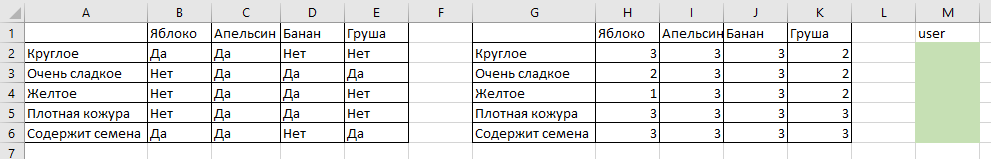 A B C D E F G H I J K L M
1 Яблоко Апельсин Банан Груша Яблоко Апельсин Банан Груша user
2 Круглое Да Да Нет Нет Круглое 3 3 3 2
3 Очень сладкое Нет Да Да Да Очень сладкое 2 3 3 3
4 Желтое Нет Да Да Нет Желтое 1 3 3 2
5 Плотная кожура Нет Да Да Нет Плотная кожура 3 3 3 3
6 Содержит семена Да Да Нет Да Содержит семена 3 3 3 3
7